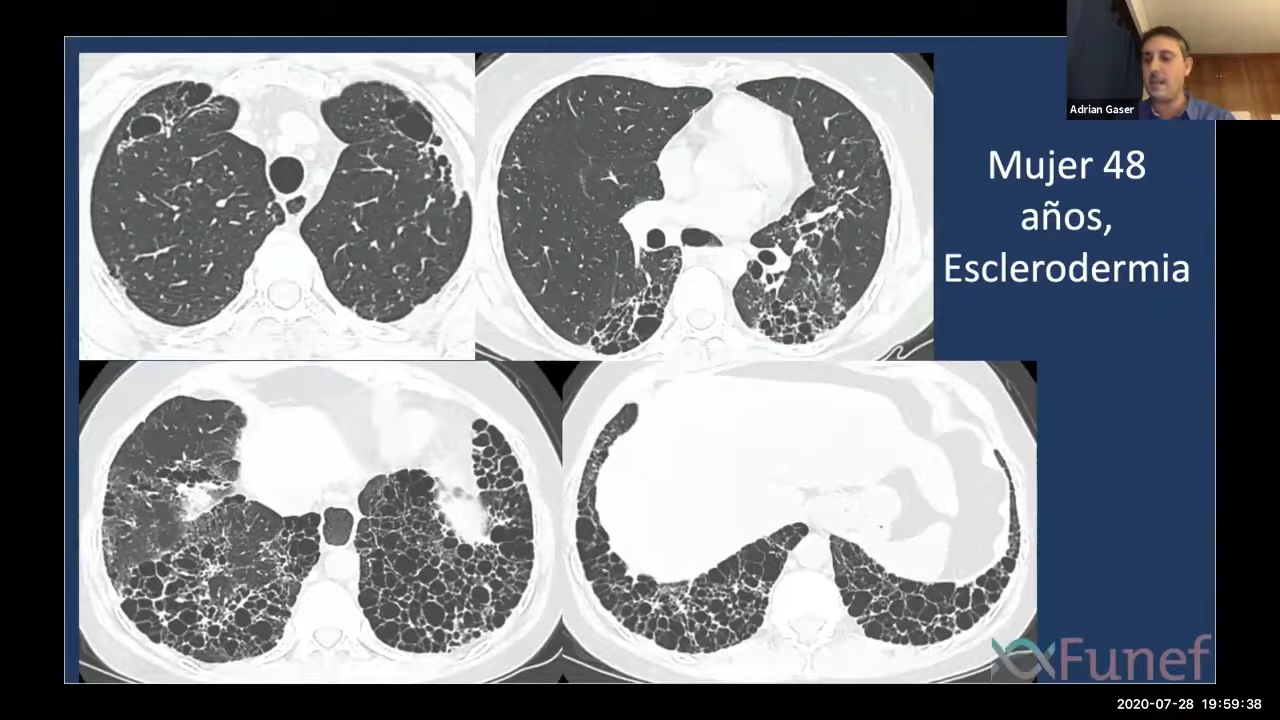 Adrian Gaser
Mujer 48
años,
Esclerodermia
Funef
2020-07-28 19:59:38